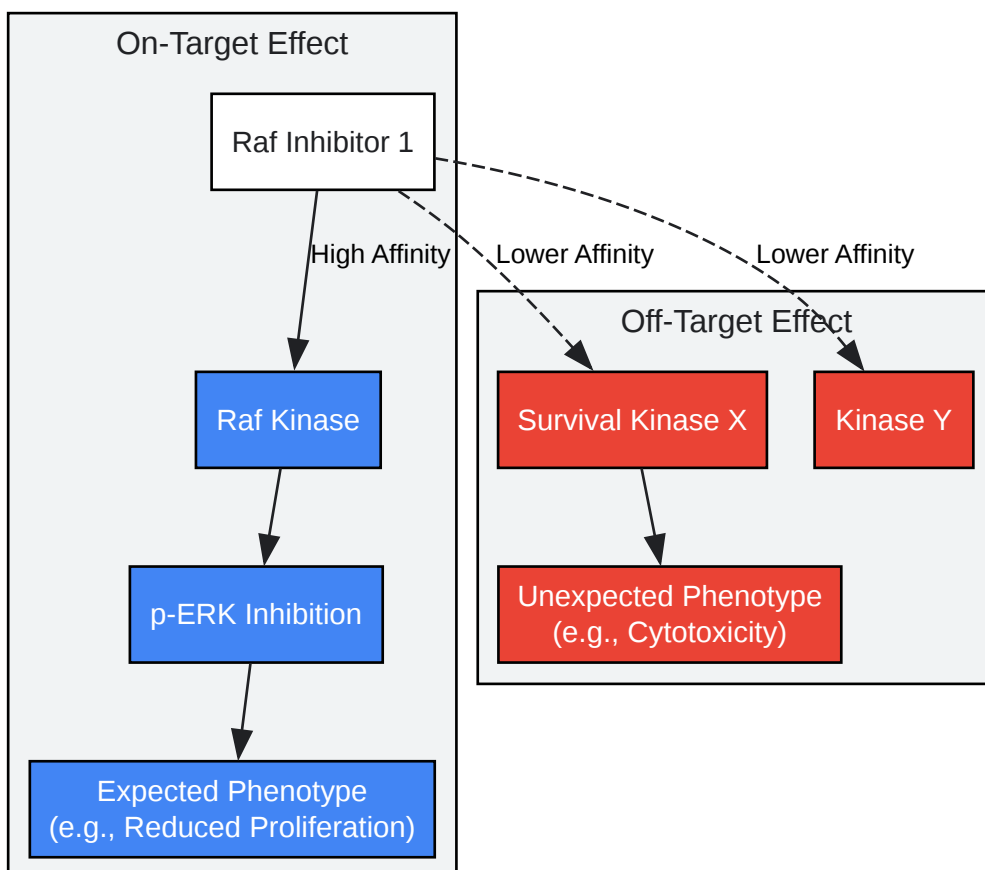 On-Target Effect
Raf Inhibitor 1
High Affinity
Lower Affinity
Lower Affinity
Off-Target Effect
Raf Kinase
Survival Kinase X
Kinase Y
p-ERK Inhibition
Unexpected Phenotype
(e.g., Cytotoxicity)
Expected Phenotype
(e.g., Reduced Proliferation)